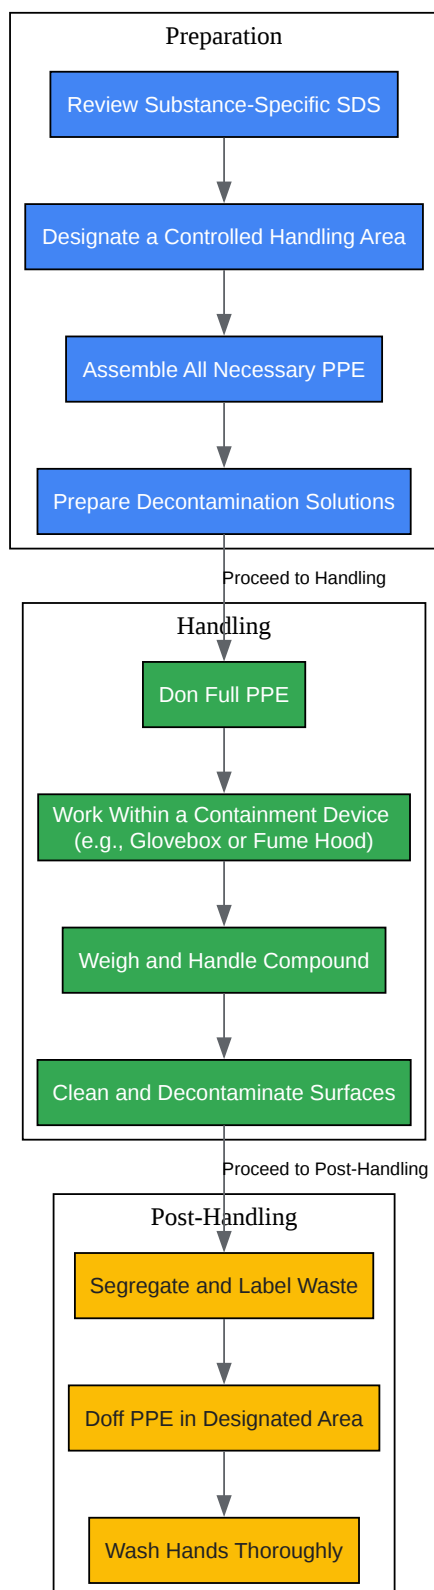 Preparation
Review Substance-Specific SDS
Designate a Controlled Handling Area
Assemble All Necessary PPE
Prepare Decontamination Solutions
Proceed to Handling
Handling
Don Full PPE
Work Within a Containment Device
(e.g., Glovebox or Fume Hood)
Weigh and Handle Compound
Clean and Decontaminate Surfaces
Proceed to Post-Handling
Post-Handling
Segregate and Label Waste
Doff PPE in Designated Area
Wash Hands Thoroughly